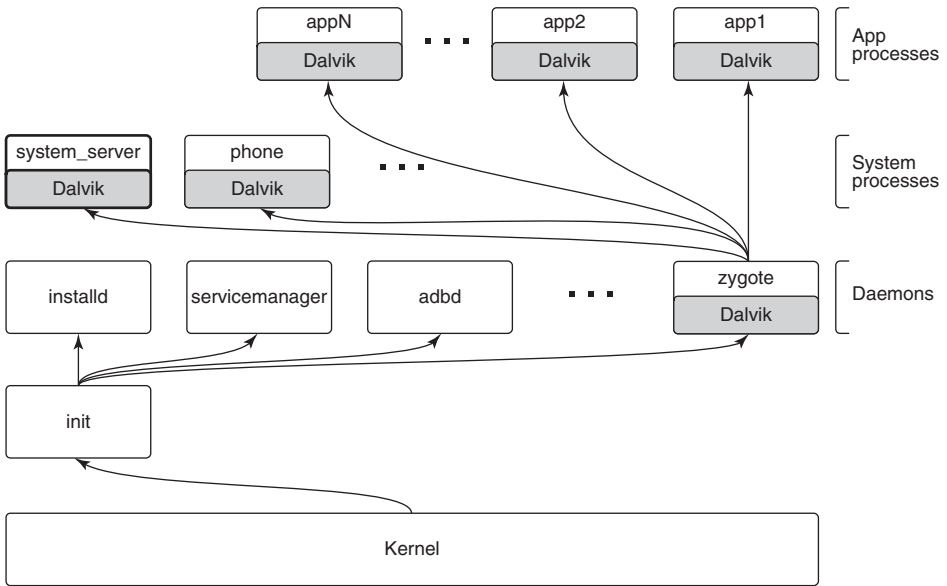 appN
app2
app1
App
processes
Dalvik
Dalvik
Dalvik
system_server
phone
System
processes
Dalvik
Dalvik
installd
servicemanager
adbd
zygote
Daemons
Dalvik
init
Kernel